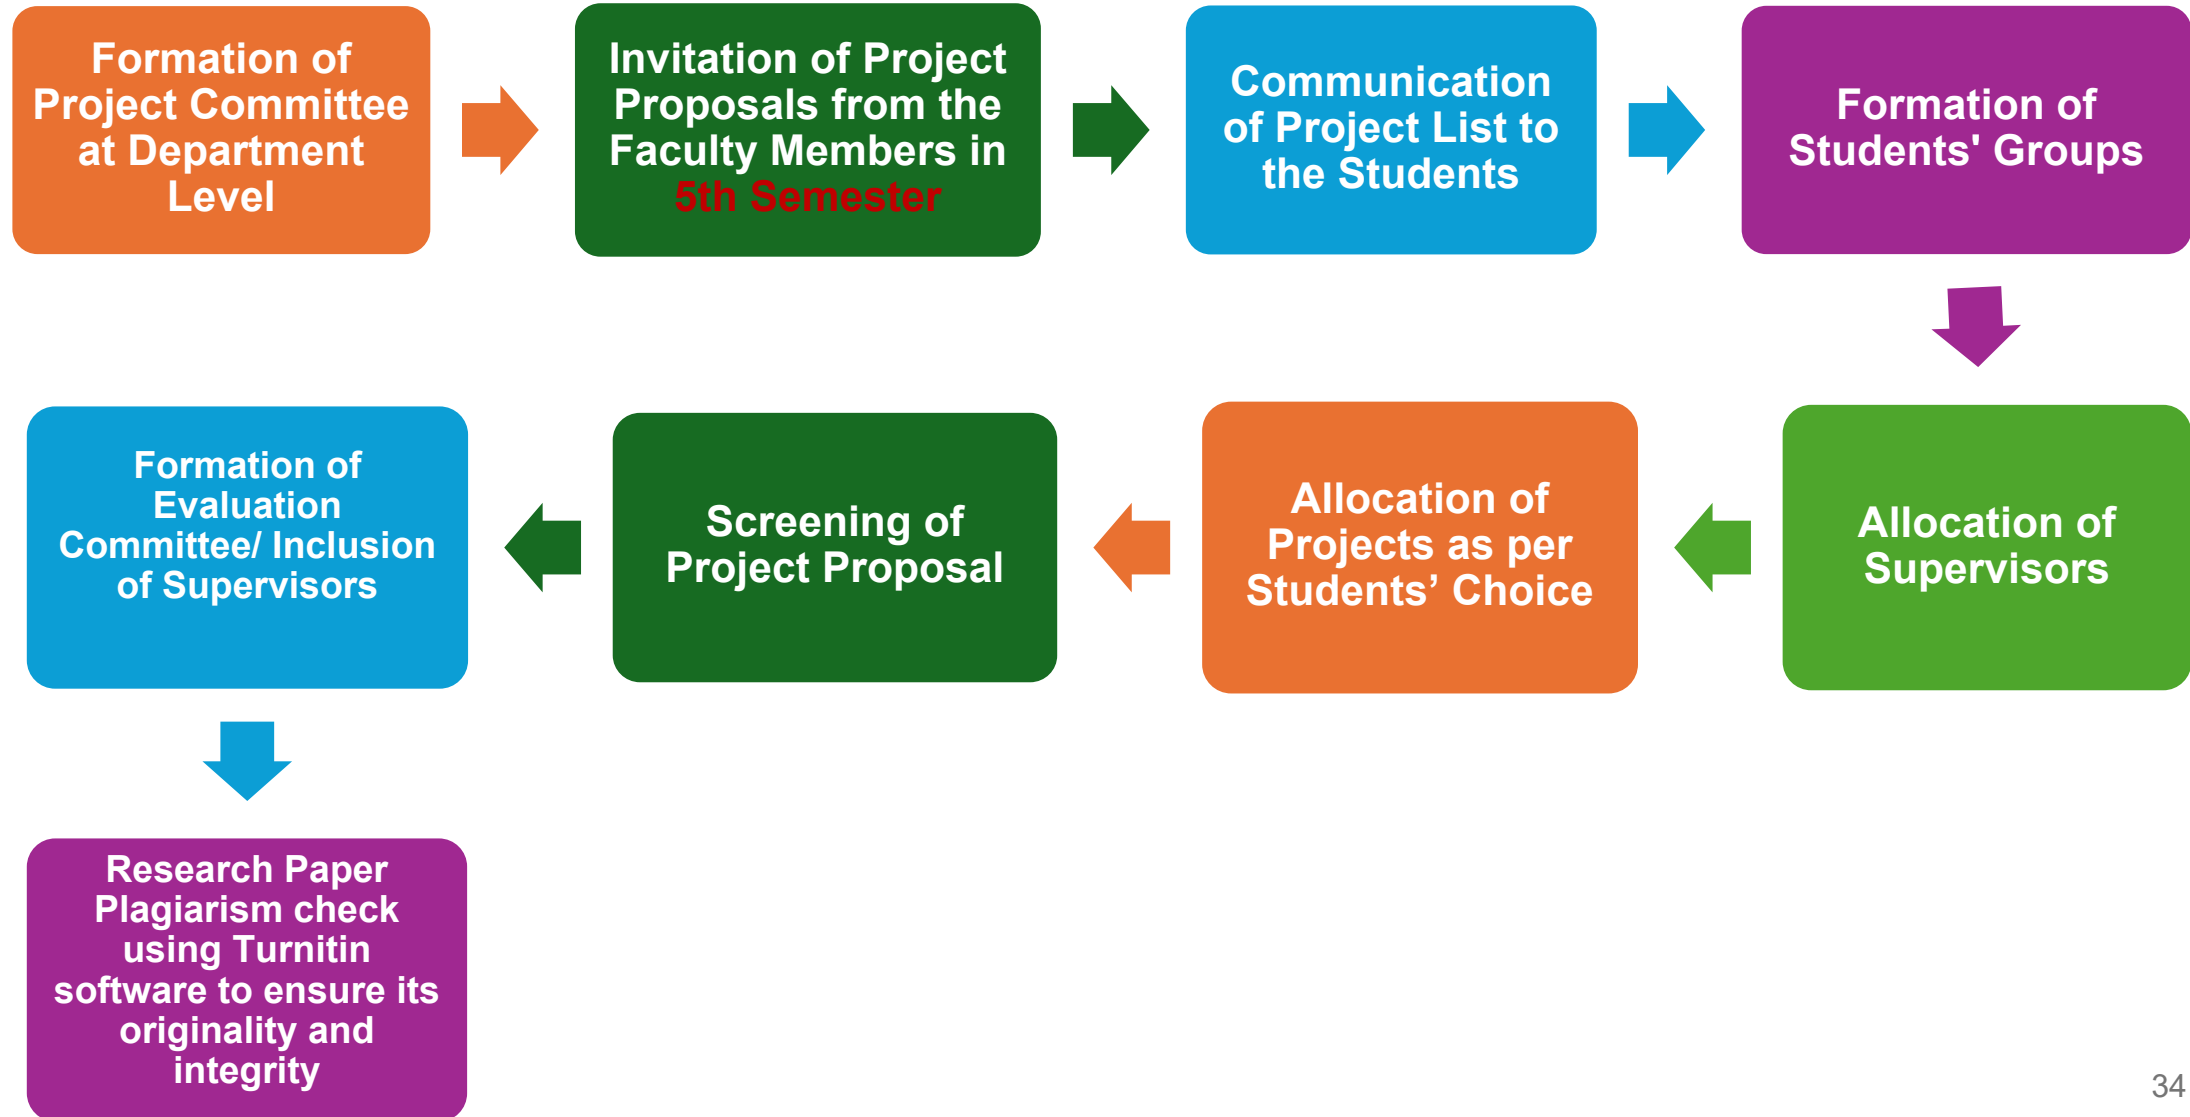 Formation of
Project Committee
at Department
Level
Invitation of Project
Proposals from the
Faculty Members in
5th Semester
Communication
of Project List to
the Students
Formation of
Students' Groups
Allocation of
Supervisors
Allocation of
Projects as per
Students’ Choice
Screening of
Project Proposal
Formation of
Evaluation
Committee/ Inclusion
of Supervisors
Research Paper
Plagiarism check
using Turnitin
software to ensure its
originality and
integrity
34